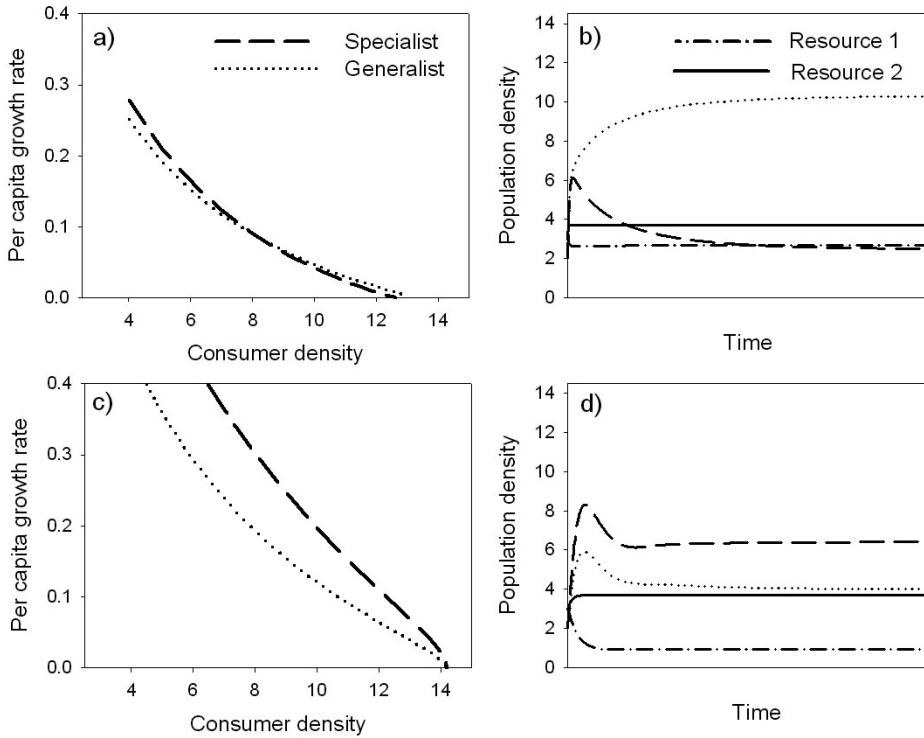 a)
Specialist
Generalist
Per capita growth rate
0.4
0.3
0.2
0.1
0.0
4 6 8 10 12 14
Consumer density
b)
Resource 1
Resource 2
Population density
14
12
10
8
6
4
2
0
Time
c)
Per capita growth rate
0.4
0.3
0.2
0.1
0.0
4 6 8 10 12 14
Consumer density
d)
Population density
14
12
10
8
6
4
2
0
Time